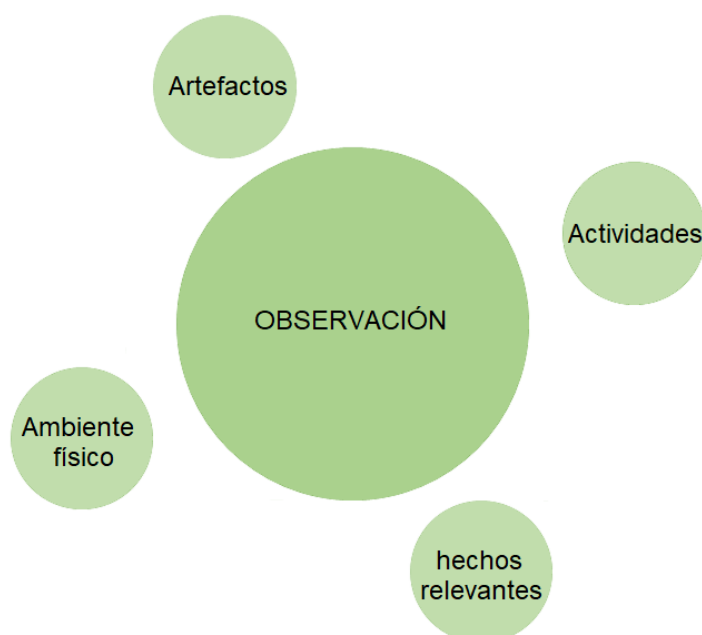 Artefactos
Actividades
OBSERVACIÓN
Ambiente
físico
hechos
relevantes